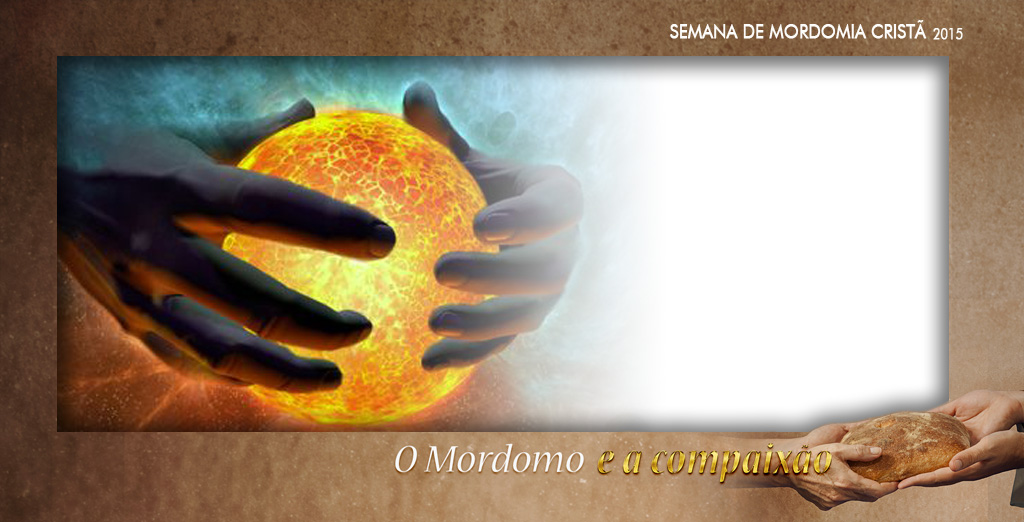 SEMANA DE MORDOMIA CRISTÃ 2015
O Mordomo e a compaixão